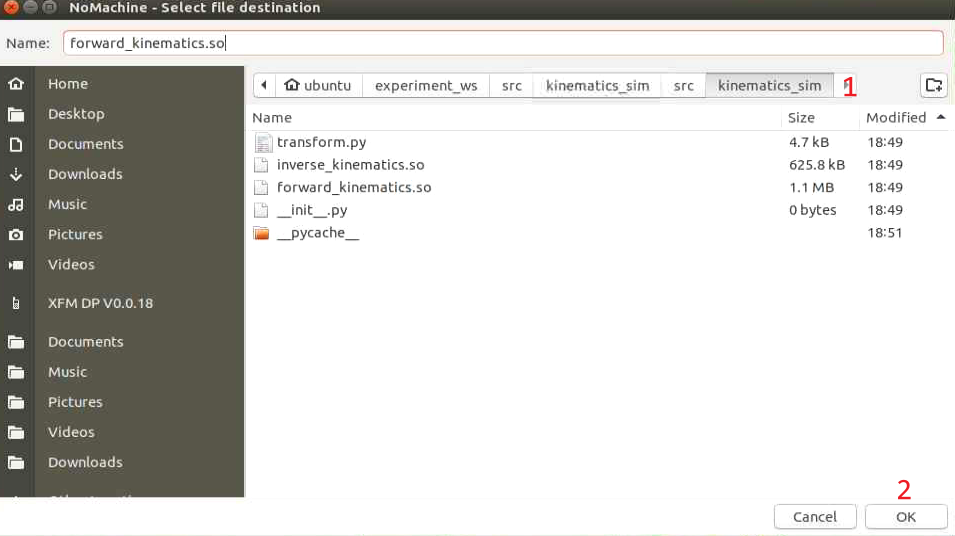 NoMachine - Select file destination
Name: forward_kinematics.so
Home
Desktop
Documents
Downloads
Music
Pictures
Videos
XFM DP V0.0.18
Documents
Music
Pictures
Videos
Downloads
ubuntu experiment_ws src kinematics_sim src kinematics_sim 1
Name Size Modified
transform.py 4.7 kB 18:49
inverse_kinematics.so 625.8 kB 18:49
forward_kinematics.so 1.1 MB 18:49
__init__.py 0 bytes 18:49
__pycache__ 18:51
2
Cancel OK